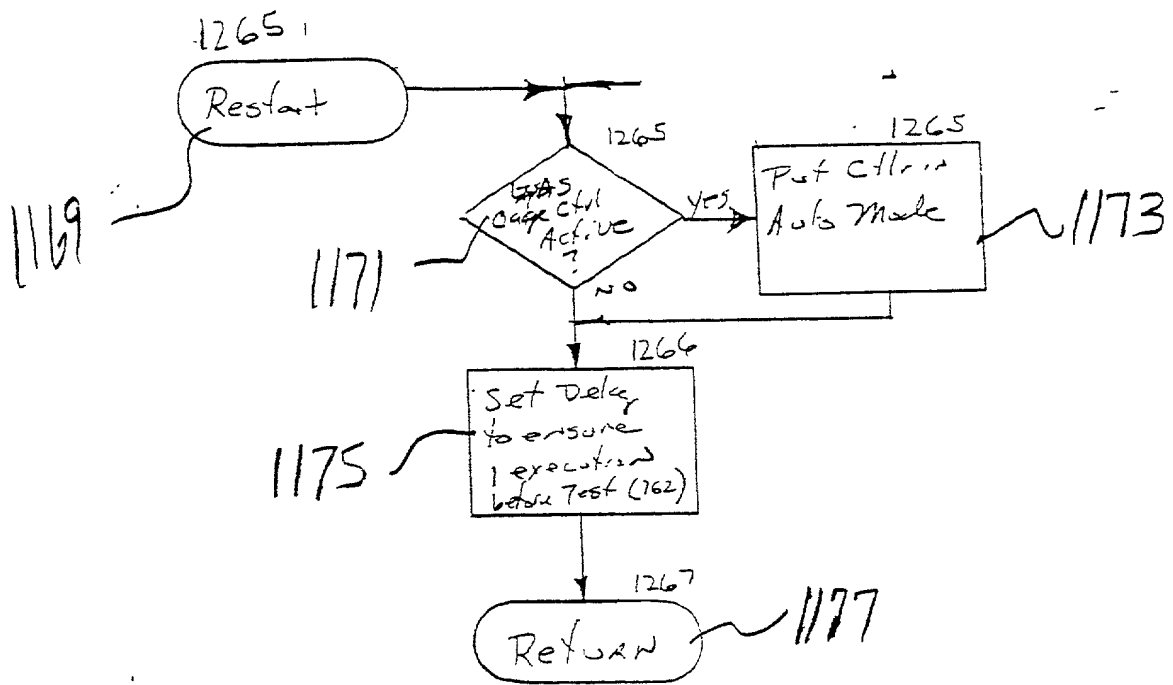 1265
Restart
1169
1265
Ctrl
Active
?
YES
NO
1171
1265
Put Ctlr in
Auto Mode
1173
1266
Set Delay
to ensure
1 execution
before Test (762)
1175
1267
Return
1177